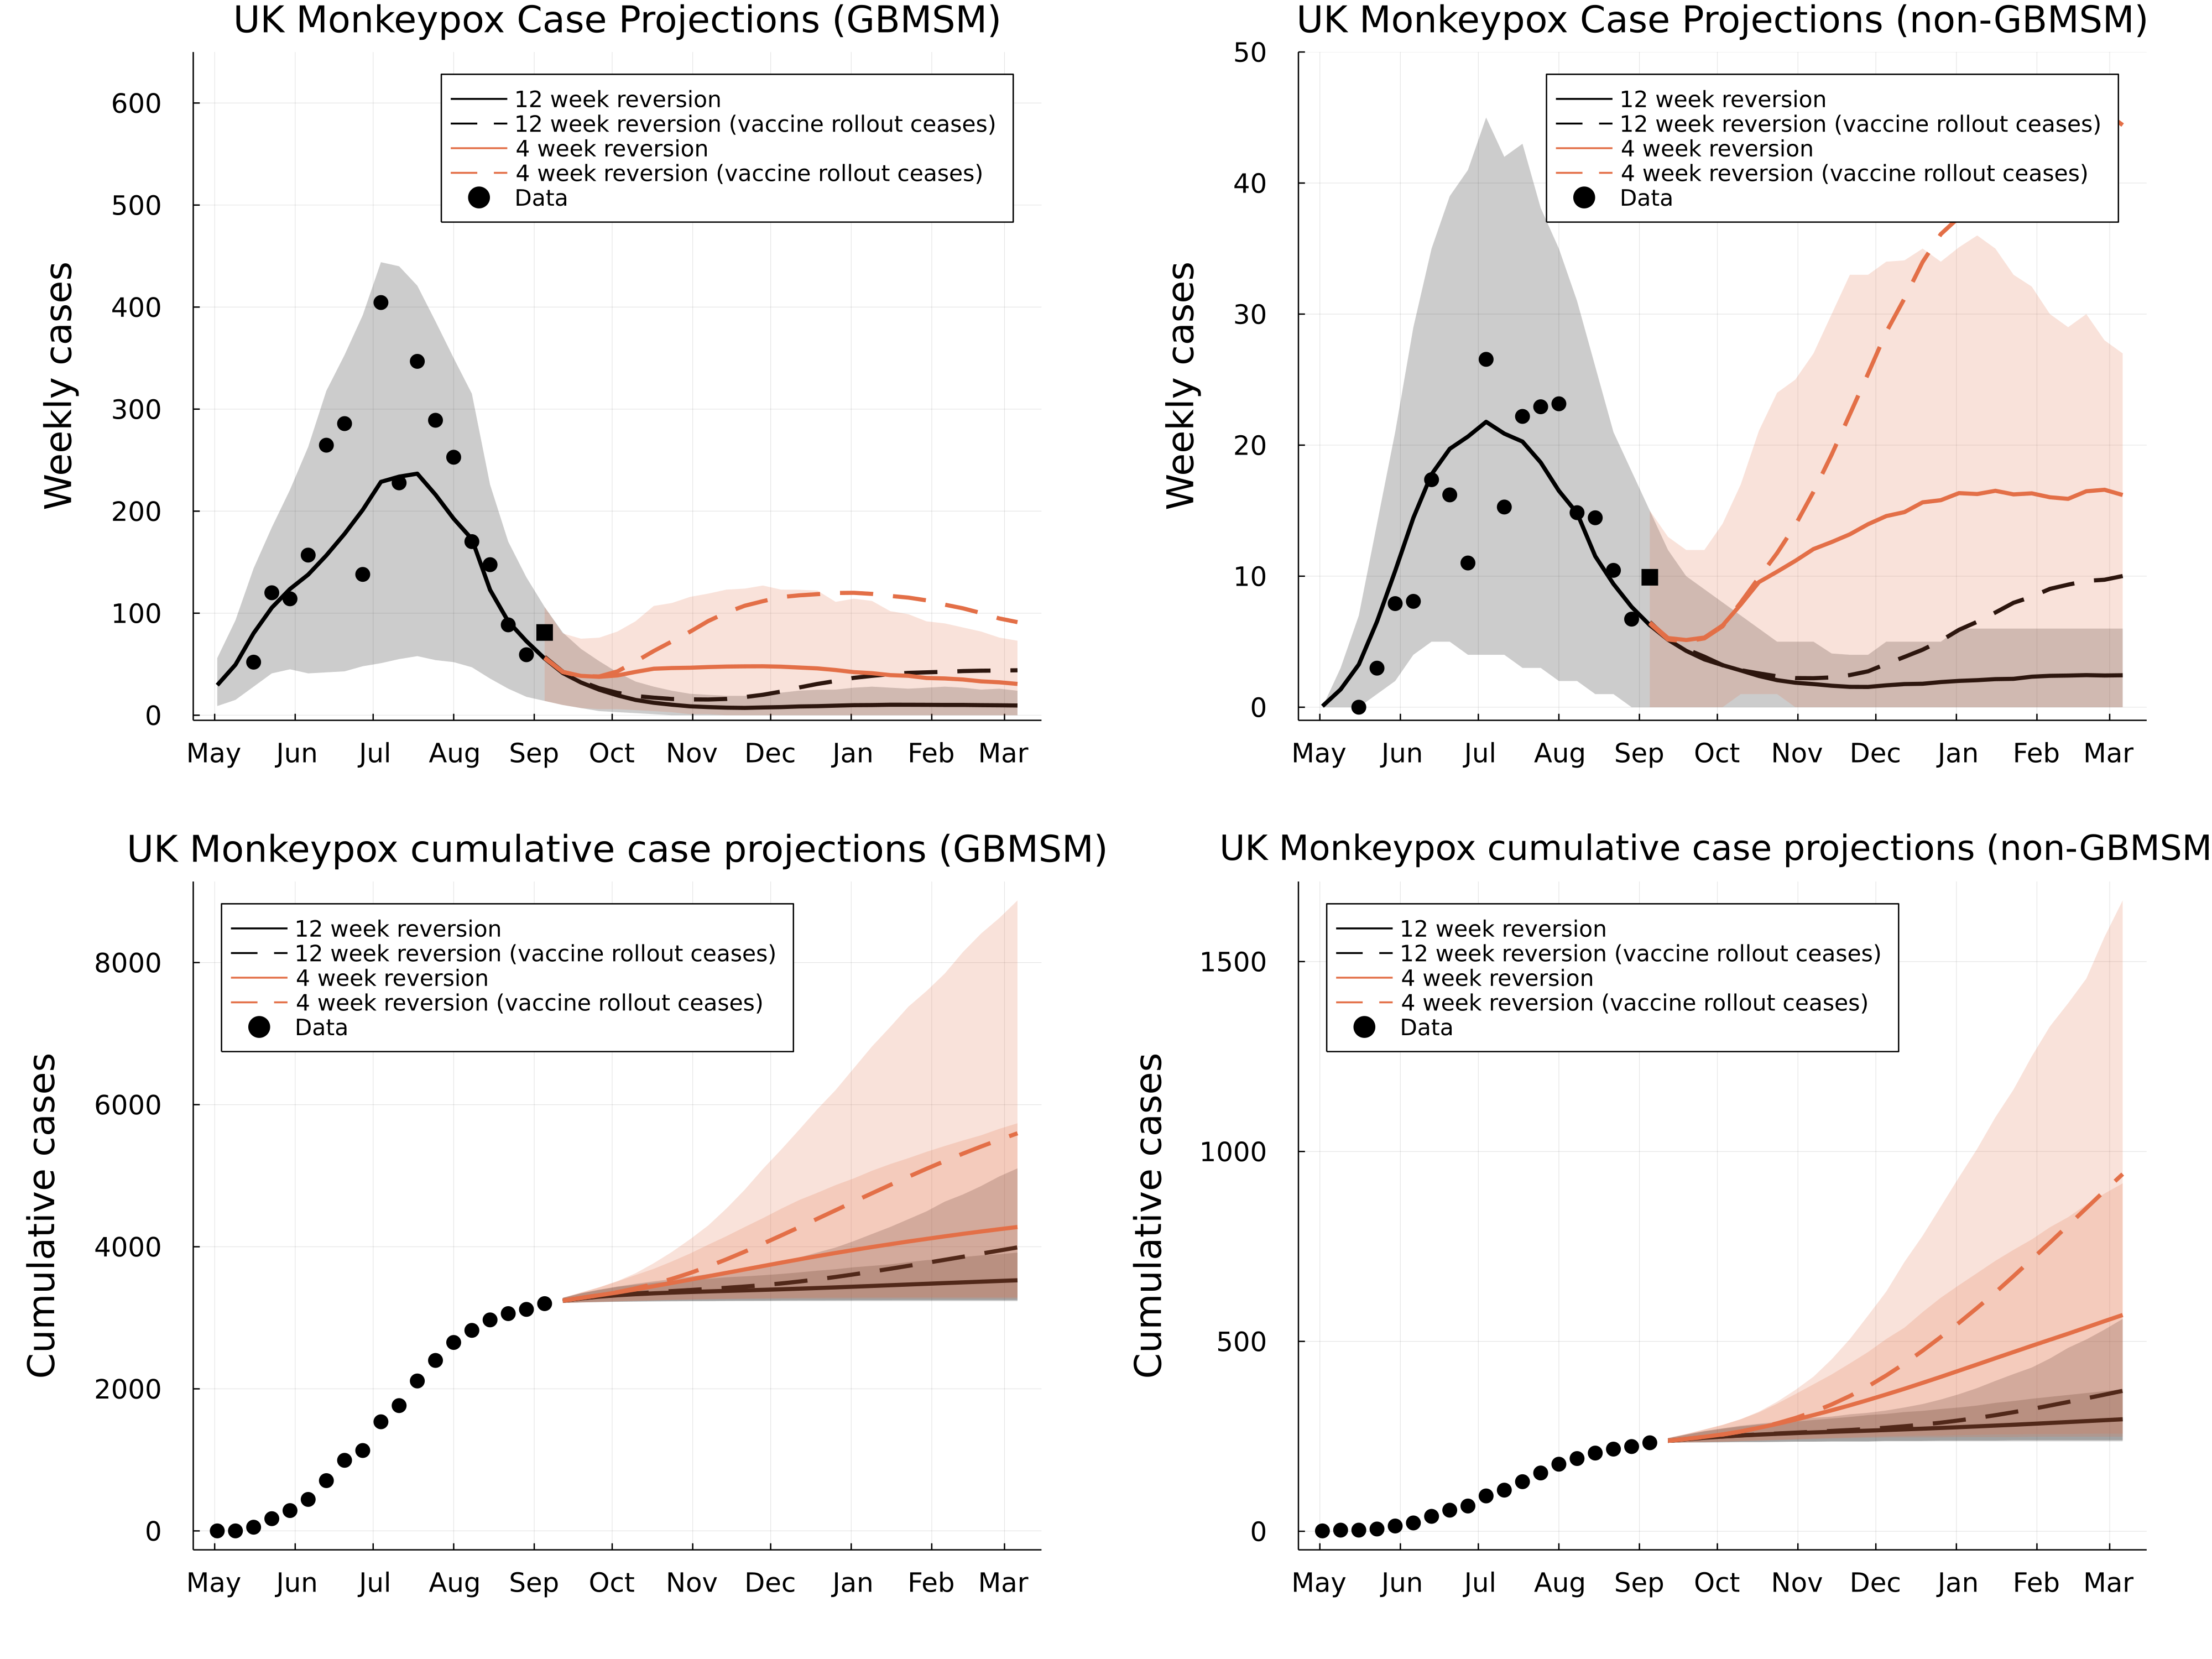 UK Monkeypox Case Projections (GBMSM)
600
500
400
300
200
100
0
Weekly cases
12 week reversion
12 week reversion (vaccine rollout ceases)
4 week reversion
4 week reversion (vaccine rollout ceases)
Data
May Jun Jul Aug Sep Oct Nov Dec Jan Feb Mar
UK Monkeypox Case Projections (non-GBMSM)
50
40
30
20
10
0
Weekly cases
12 week reversion
12 week reversion (vaccine rollout ceases)
4 week reversion
4 week reversion (vaccine rollout ceases)
Data
May Jun Jul Aug Sep Oct Nov Dec Jan Feb Mar
UK Monkeypox cumulative case projections (GBMSM)
8000
6000
4000
2000
0
Cumulative cases
12 week reversion
12 week reversion (vaccine rollout ceases)
4 week reversion
4 week reversion (vaccine rollout ceases)
Data
May Jun Jul Aug Sep Oct Nov Dec Jan Feb Mar
UK Monkeypox cumulative case projections (non-GBMSM
1500
1000
500
0
Cumulative cases
12 week reversion
12 week reversion (vaccine rollout ceases)
4 week reversion
4 week reversion (vaccine rollout ceases)
Data
May Jun Jul Aug Sep Oct Nov Dec Jan Feb Mar